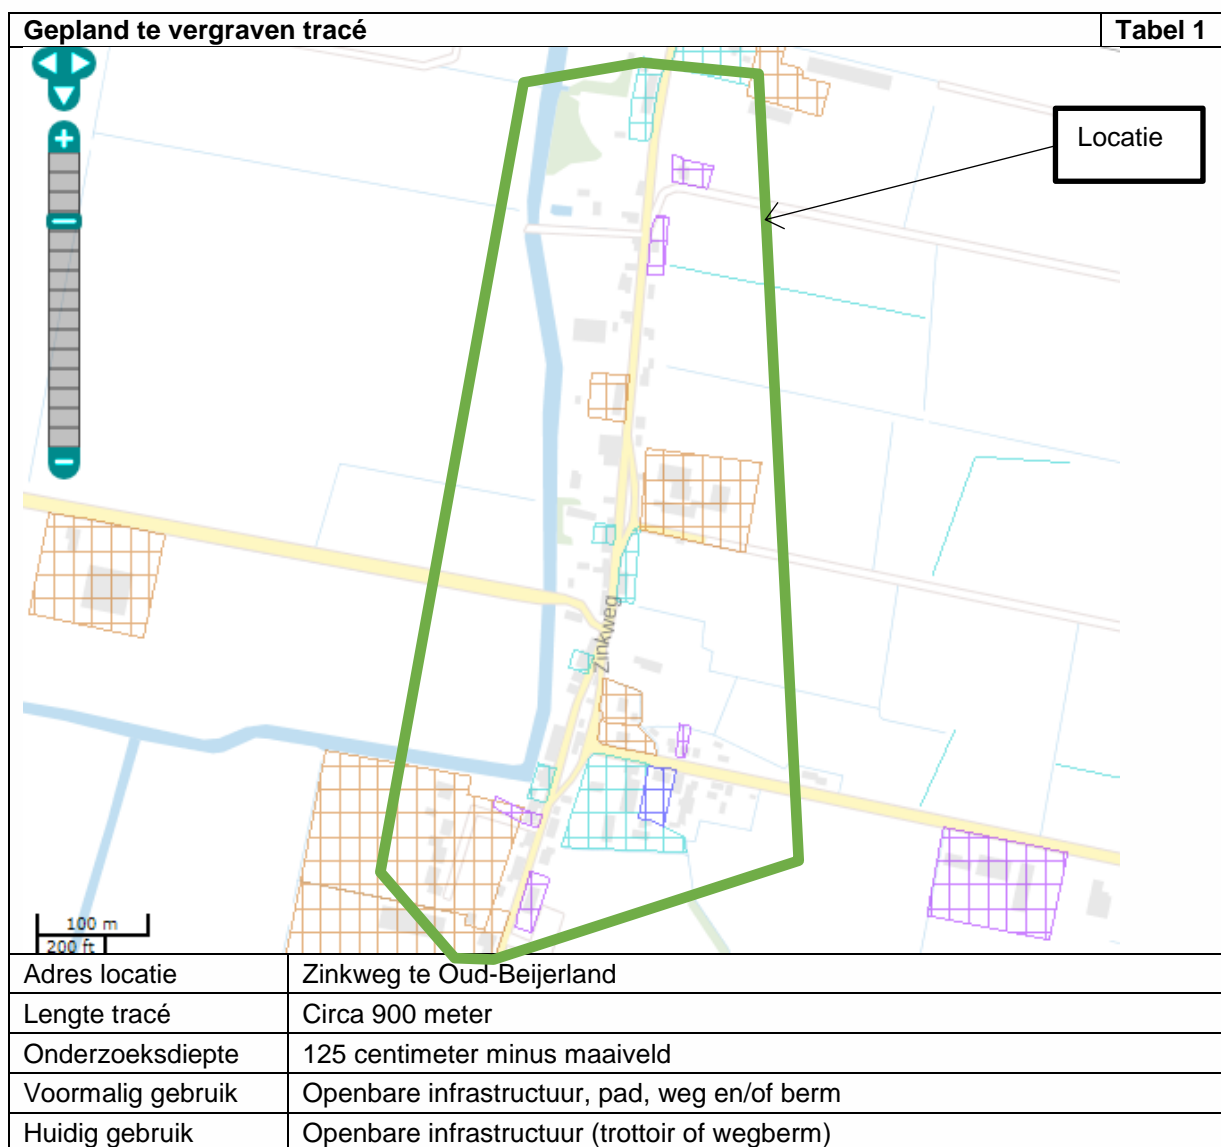 Gepland te vergraven tracé Tabel 1
Locatie
Zinkweg
100 m
200 ft
Adres locatie Zinkweg te Oud-Beijerland
Lengte tracé Circa 900 meter
Onderzoeksdiepte 125 centimeter minus maaiveld
Voormalig gebruik Openbare infrastructuur, pad, weg en/of berm
Huidig gebruik Openbare infrastructuur (trottoir of wegberm)